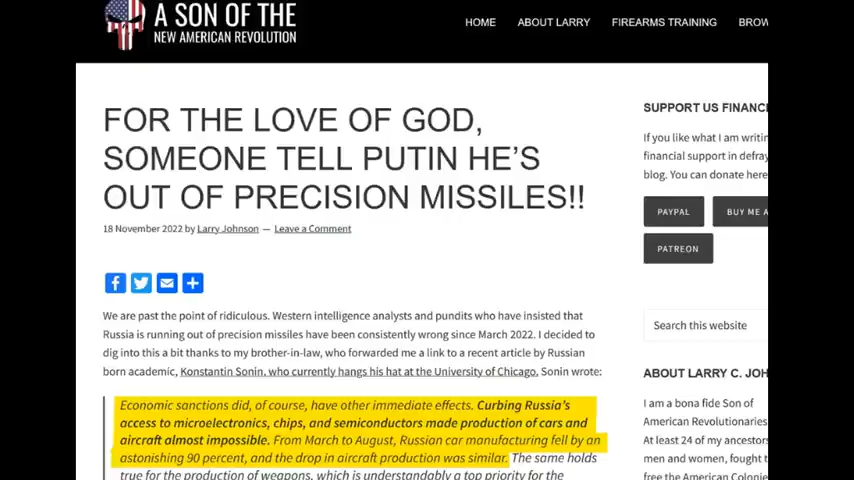 A SON OF THE
NEW AMERICAN REVOLUTION
HOME ABOUT LARRY FIREARMS TRAINING BROW
FOR THE LOVE OF GOD,
SOMEONE TELL PUTIN HE'S
OUT OF PRECISION MISSILES!!
18 November 2022 by Larry Johnson — Leave a Comment
We are past the point of ridiculous. Western intelligence analysts and pundits who have insisted that
Russia is running out of precision missiles have been consistently wrong since March 2022. I decided to
dig into this a bit thanks to my brother-in-law, who forwarded me a link to a recent article by Russian
born academic, Konstantin Sonin, who currently hangs his hat at the University of Chicago. Sonin wrote:
Economic sanctions did, of course, have other immediate effects. Curbing Russia's
access to microelectronics, chips, and semiconductors made production of cars and
aircraft almost impossible. From March to August, Russian car manufacturing fell by an
astonishing 90 percent, and the drop in aircraft production was similar. The same holds
true for the production of weapons, which is understandably a top priority for the
SUPPORT US FINANC
If you like what I am writin
financial support in defray
blog. You can donate here
PAYPAL BUY ME A
PATREON
Search this website
ABOUT LARRY C. JOH
I am a bona fide Son of
American Revolutionaries
At least 24 of my ancestors
men and women, fought t
free the American Colonie